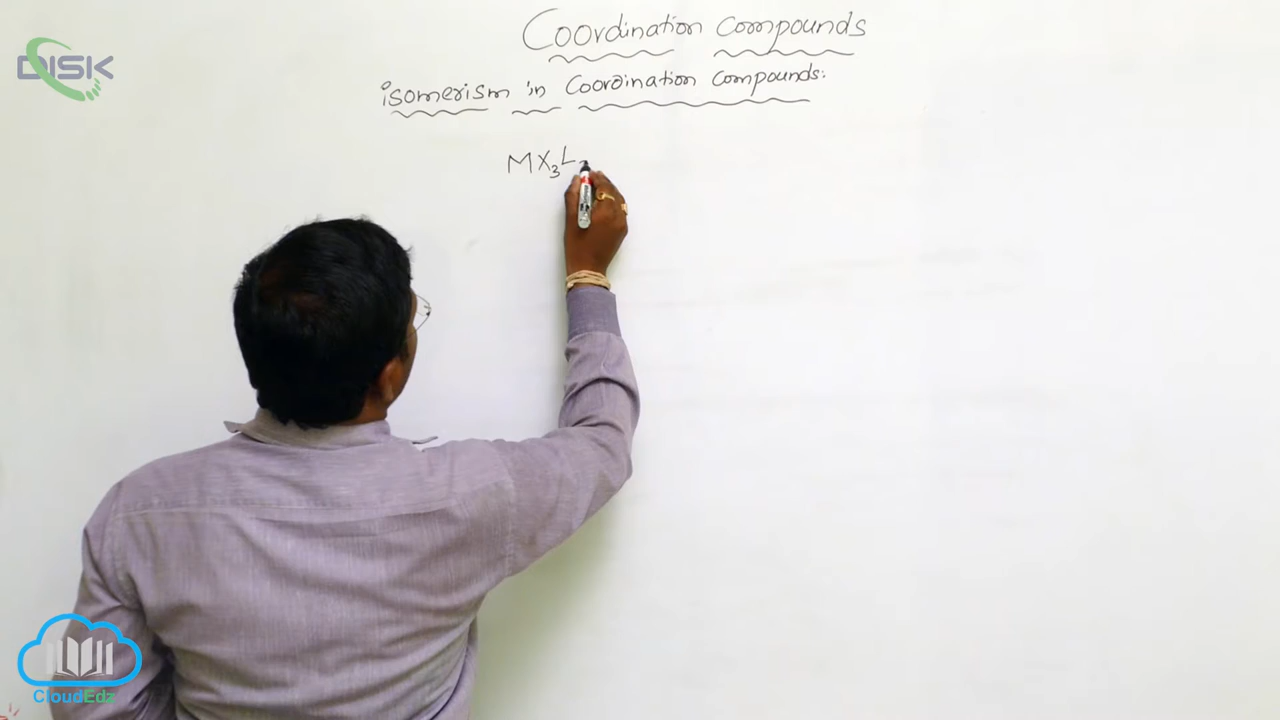 Coordination Compounds
isomerism in Coordination Compounds:
MX₃L
DISK
CloudEdz